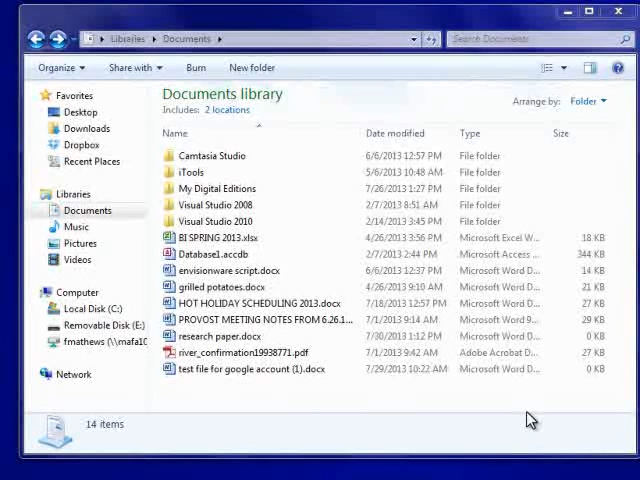 Libraries Documents Search Documents
Organize Share with Burn New folder
Favorites
Desktop
Downloads
Dropbox
Recent Places
Libraries
Documents
Music
Pictures
Videos
Computer
Local Disk (C:)
Removable Disk (E:)
fmathews (\\mafa10
Network
Documents library
Includes: 2 locations
Arrange by: Folder
Name Date modified Type Size
Camtasia Studio 6/6/2013 12:57 PM File folder
iTools 5/6/2013 10:48 AM File folder
My Digital Editions 7/26/2013 1:27 PM File folder
Visual Studio 2008 2/7/2013 8:51 AM File folder
Visual Studio 2010 2/14/2013 3:45 PM File folder
BI SPRING 2013.xlsx 4/26/2013 3:56 PM Microsoft Excel W... 18 KB
Database1.accdb 2/7/2013 2:44 PM Microsoft Access ... 344 KB
envisionware script.docx 6/6/2013 12:37 PM Microsoft Word D... 14 KB
grilled potatoes.docx 4/26/2013 9:10 AM Microsoft Word D... 21 KB
HOT HOLIDAY SCHEDULING 2013.docx 7/18/2013 12:57 PM Microsoft Word D... 27 KB
PROVOST MEETING NOTES FROM 6.26.1... 7/1/2013 9:14 AM Microsoft Word 9... 29 KB
research paper.docx 7/30/2013 1:12 PM Microsoft Word D... 0 KB
river_confirmation19938771.pdf 7/1/2013 9:42 AM Adobe Acrobat D... 27 KB
test file for google account (1).docx 7/29/2013 10:22 AM Microsoft Word D... 0 KB
14 items